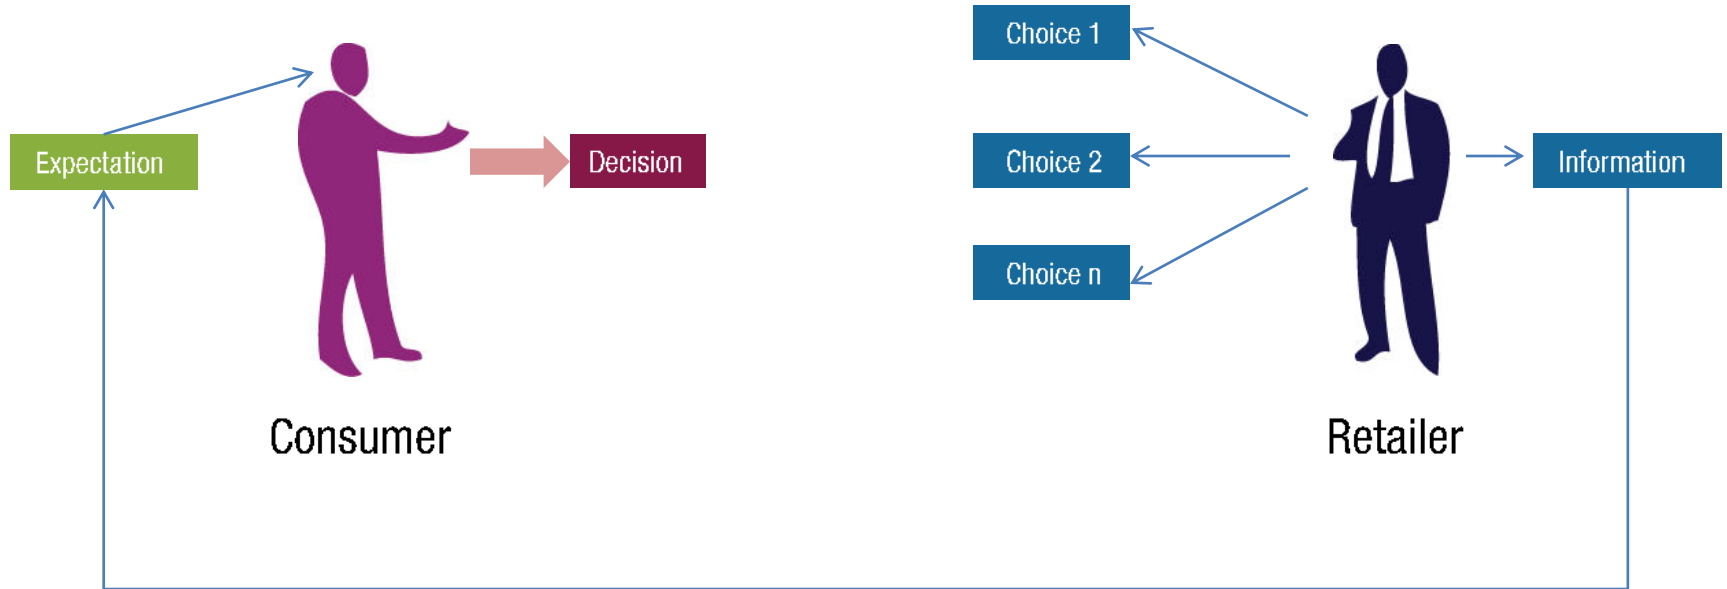 Choice 1
Expectation
Decision
Choice 2
Information
Choice n
Consumer
Retailer